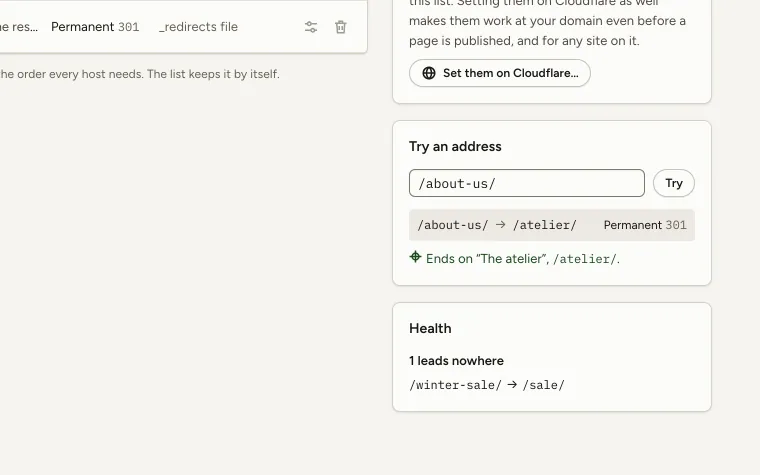 this list. Setting them on Cloudflare as well
makes them work at your domain even before a
page is published, and for any site on it.
Set them on Cloudflare…
he res… Permanent 301 _redirects file
he order every host needs. The list keeps it by itself.
Try an address
/about-us/ Try
/about-us/ → /atelier/ Permanent 301
Ends on “The atelier”, /atelier/.
Health
1 leads nowhere
/winter-sale/ → /sale/